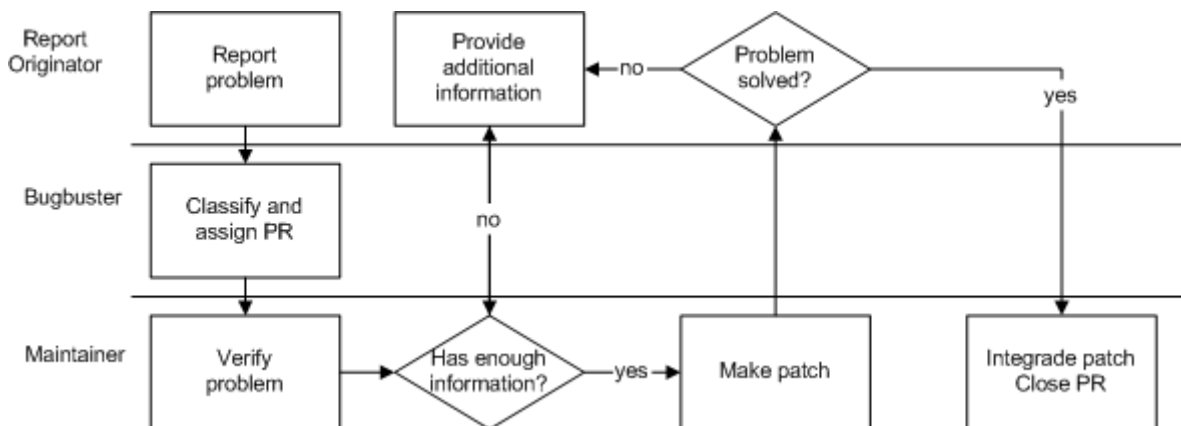 Report
Originator
Report
problem
Provide
additional
information
no
Problem
solved?
yes
Bugbuster
Classify and
assign PR
no
Maintainer
Verify
problem
Has enough
information?
yes
Make patch
Integrade patch
Close PR